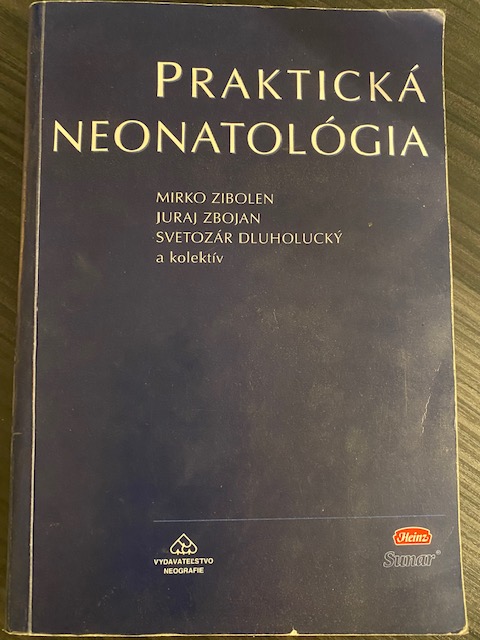 PRAKTICKÁ
NEONATOLÓGIA
MIRKO ZIBOLEN
JURAJ ZBOJAN
SVETOZÁR DLUHOLUCKÝ
a kolektív
VYDAVATEĽSTVO
NEOGRAFIE
Heinz
Sunar®